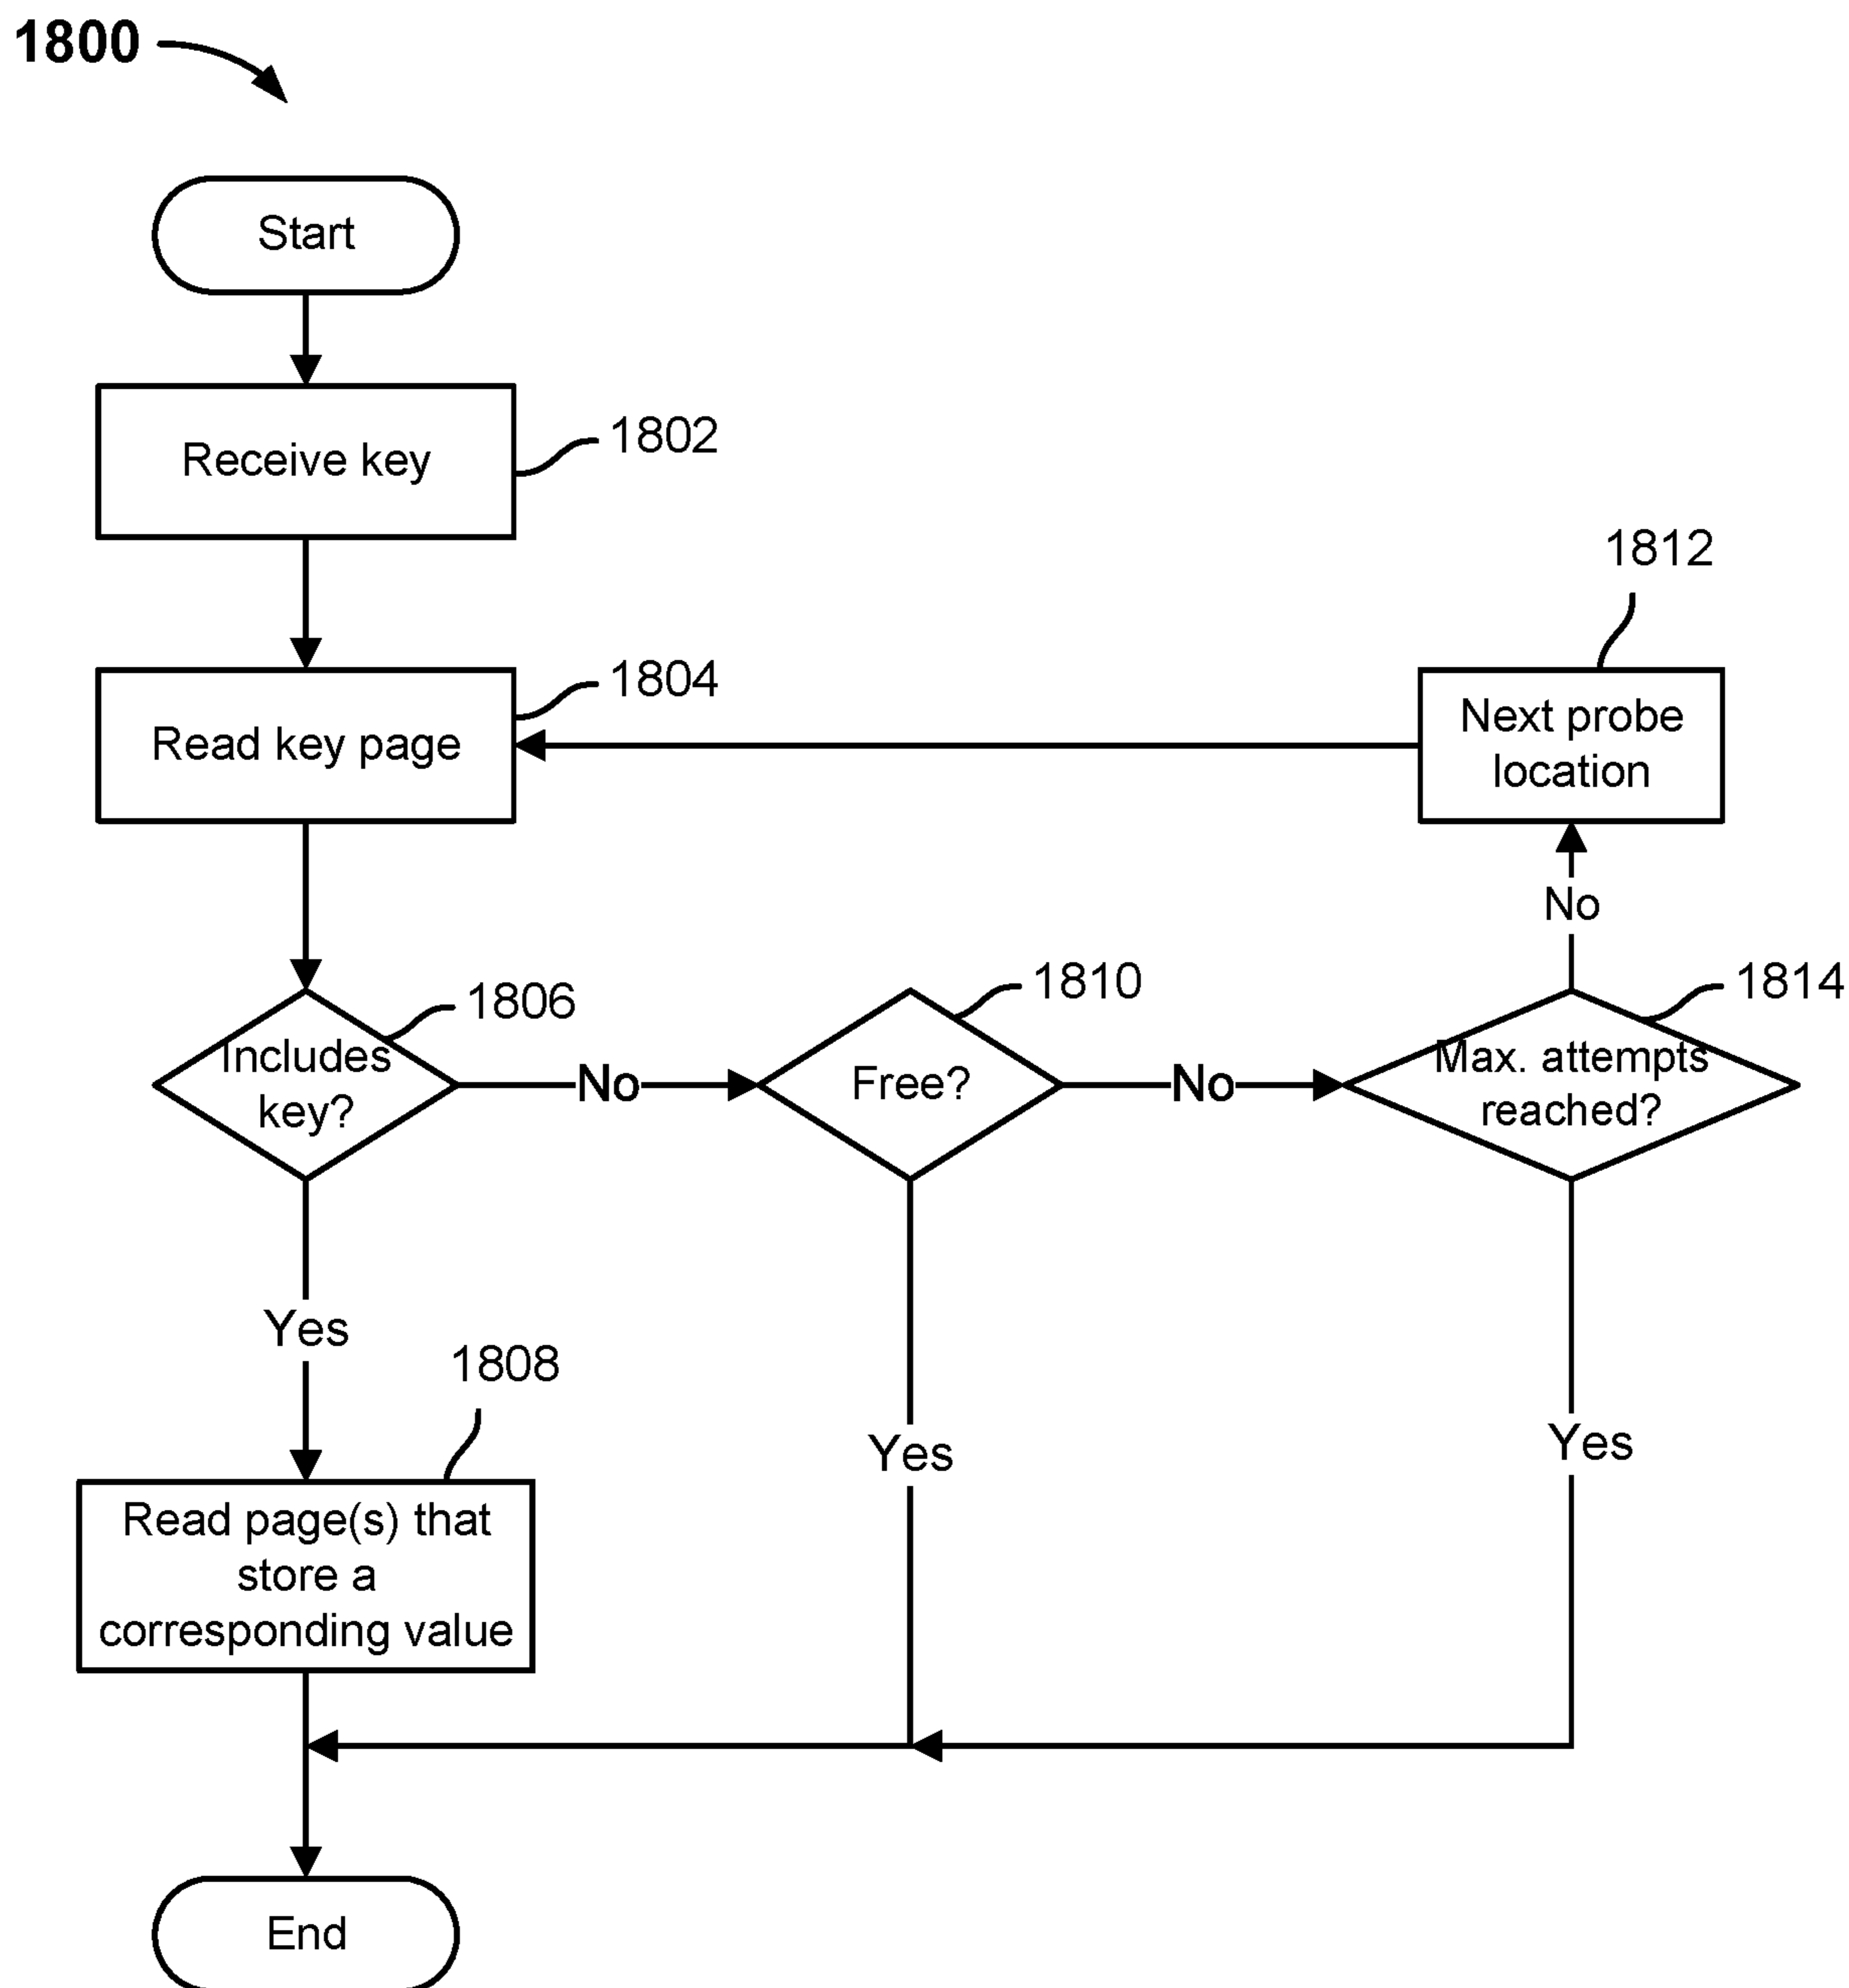 1800
Start
Receive key
1802
1812
Read key page
1804
Next probe
location
No
Includes
key?
1806
No
Free?
1810
No
Max. attempts
reached?
1814
Yes
1808
Read page(s) that
store a
corresponding value
Yes
Yes
End